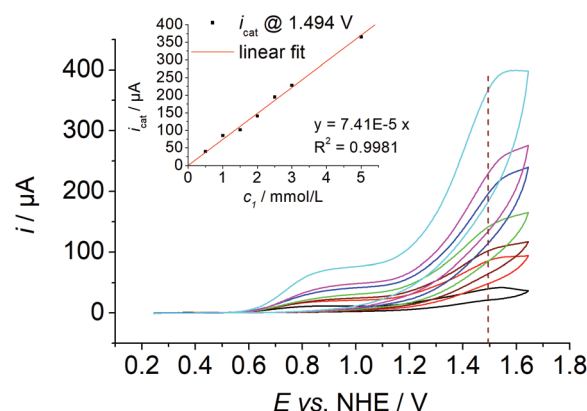 400
350
300
250
200
150
100
50
0
i_cat / µA
i_cat @ 1.494 V
linear fit
y = 7.41E-5 x
R² = 0.9981
0 1 2 3 4 5
c_1 / mmol/L
400
300
200
100
0
i / µA
0.2 0.4 0.6 0.8 1.0 1.2 1.4 1.6 1.8
E vs. NHE / V